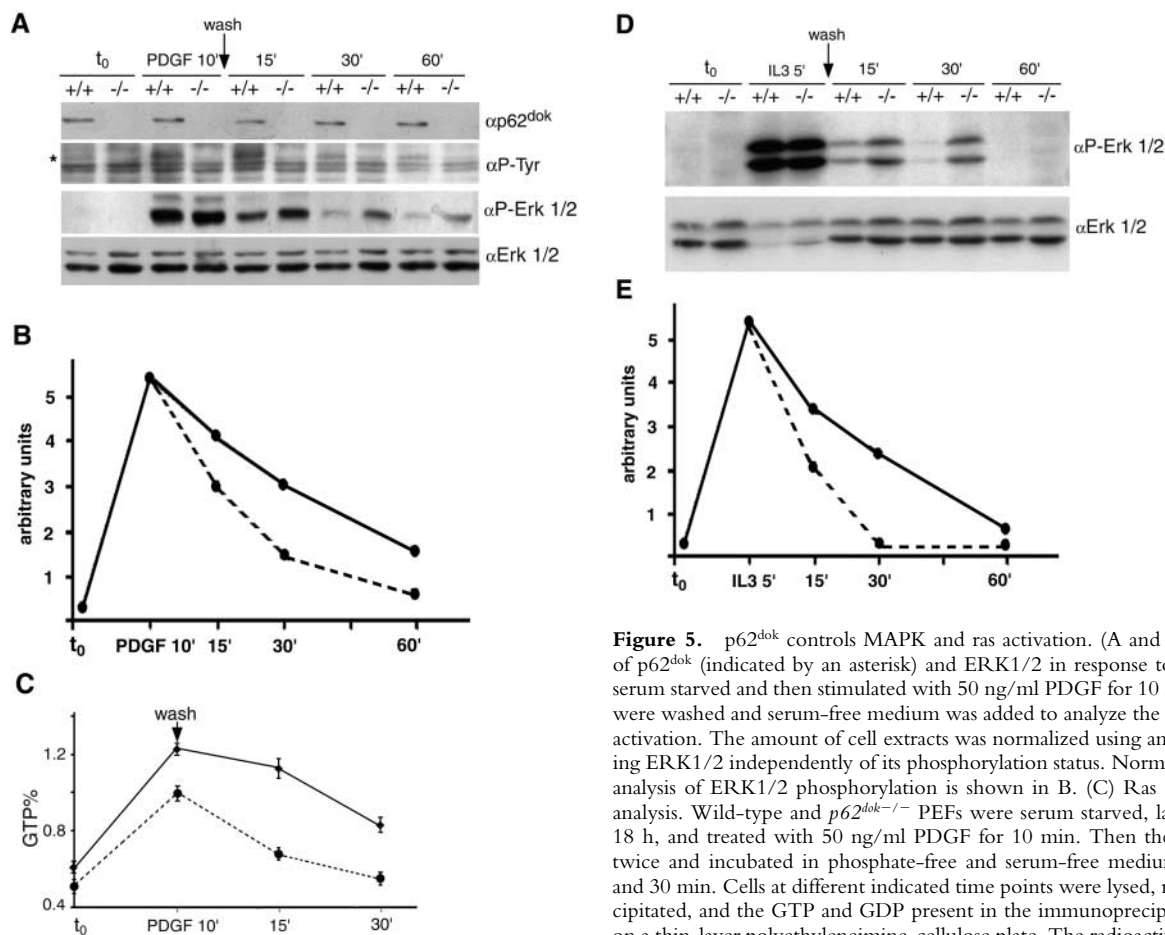 A
wash
t0 PDGF 10' 15' 30' 60'
+/+ -/- +/+ -/- +/+ -/- +/+ -/- +/+ -/-
αp62dok
*
αP-Tyr
αP-Erk 1/2
αErk 1/2
B
arbitrary units
5
4
3
2
1
t0 PDGF 10' 15' 30' 60'
C
wash
GTP%
1.2
0.8
0.4
t0 PDGF 10' 15' 30'
D
wash
t0 IL3 5' 15' 30' 60'
+/+ -/- +/+ -/- +/+ -/- +/+ -/- +/+ -/-
αP-Erk 1/2
αErk 1/2
E
arbitrary units
5
4
3
2
1
t0 IL3 5' 15' 30' 60'
Figure 5. p62dok controls MAPK and ras activation. (A and
of p62dok (indicated by an asterisk) and ERK1/2 in response to
serum starved and then stimulated with 50 ng/ml PDGF for 10
were washed and serum-free medium was added to analyze the
activation. The amount of cell extracts was normalized using an
ing ERK1/2 independently of its phosphorylation status. Norm
analysis of ERK1/2 phosphorylation is shown in B. (C) Ras
analysis. Wild-type and p62dok−/− PEFs were serum starved, la
18 h, and treated with 50 ng/ml PDGF for 10 min. Then the
twice and incubated in phosphate-free and serum-free medium
and 30 min. Cells at different indicated time points were lysed,
cipitated, and the GTP and GDP present in the immunoprecip
on a thin-layer polyethyleneimine-cellulose plate. The radioactiv